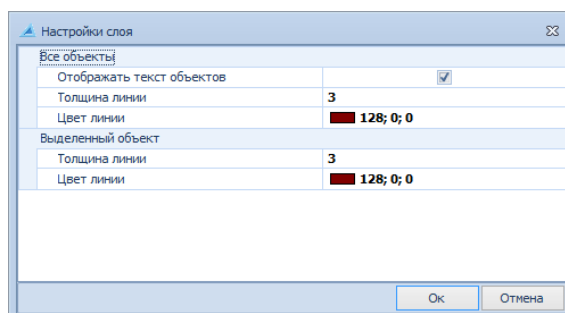 Настройки слоя
Все объекты
Отображать текст объектов
Толщина линии 3
Цвет линии 128; 0; 0
Выделенный объект
Толщина линии 3
Цвет линии 128; 0; 0
Ок Отмена